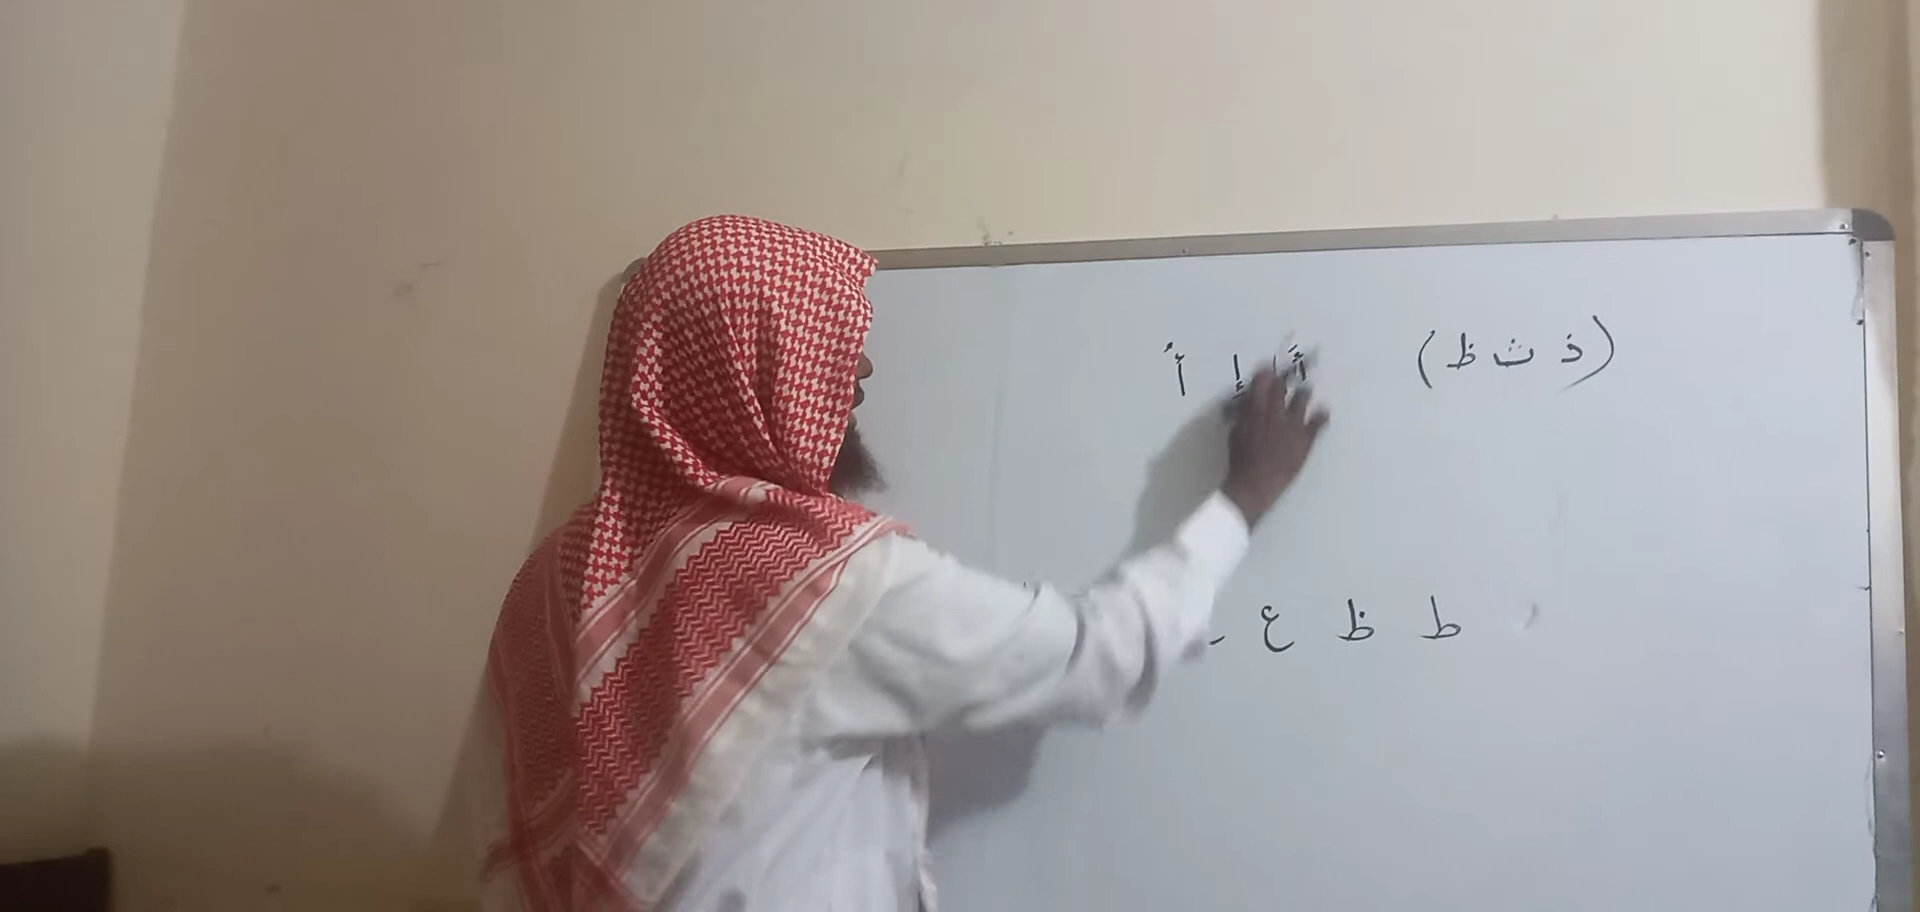 (ذ ث ظ) أَ إِ أُ
ط ظ ع